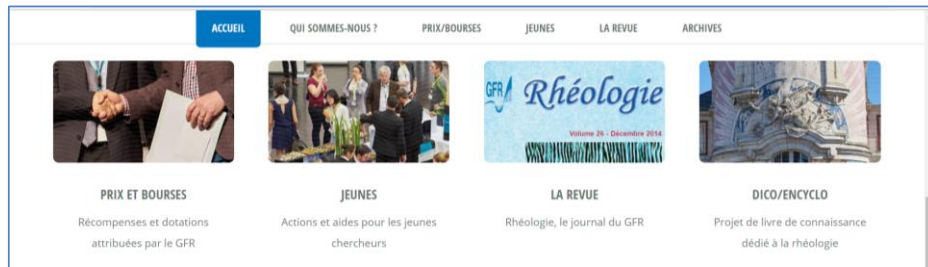 ACCUEIL QUI SOMMES-NOUS ? PRIX/BOURSES JEUNES LA REVUE ARCHIVES
GFR Rhéologie
Volume 26 - Décembre 2014
PRIX ET BOURSES
Récompenses et dotations
attribuées par le GFR
JEUNES
Actions et aides pour les jeunes
chercheurs
LA REVUE
Rhéologie, le journal du GFR
DICO/ENCYCLO
Projet de livre de connaissance
dédié à la rhéologie